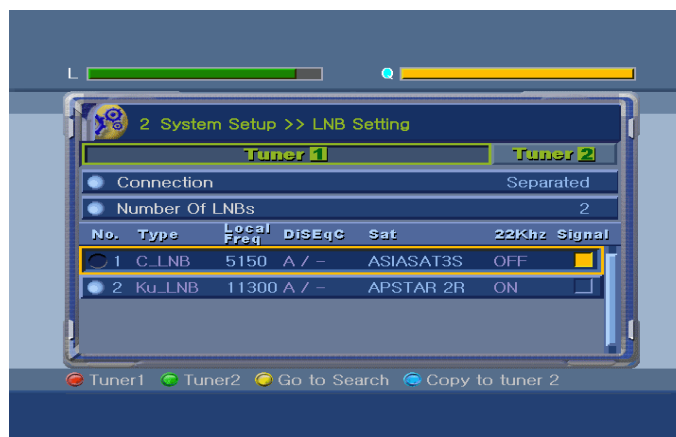 L Q
2 System Setup >> LNB Setting
Tuner 1 Tuner 2
Connection Separated
Number Of LNBs 2
No. Type Local Freq DiSEqC Sat 22Khz Signal
1 C_LNB 5150 A / - ASIASAT3S OFF
2 Ku_LNB 11300 A / - APSTAR 2R ON
Tuner1 Tuner2 Go to Search Copy to tuner 2